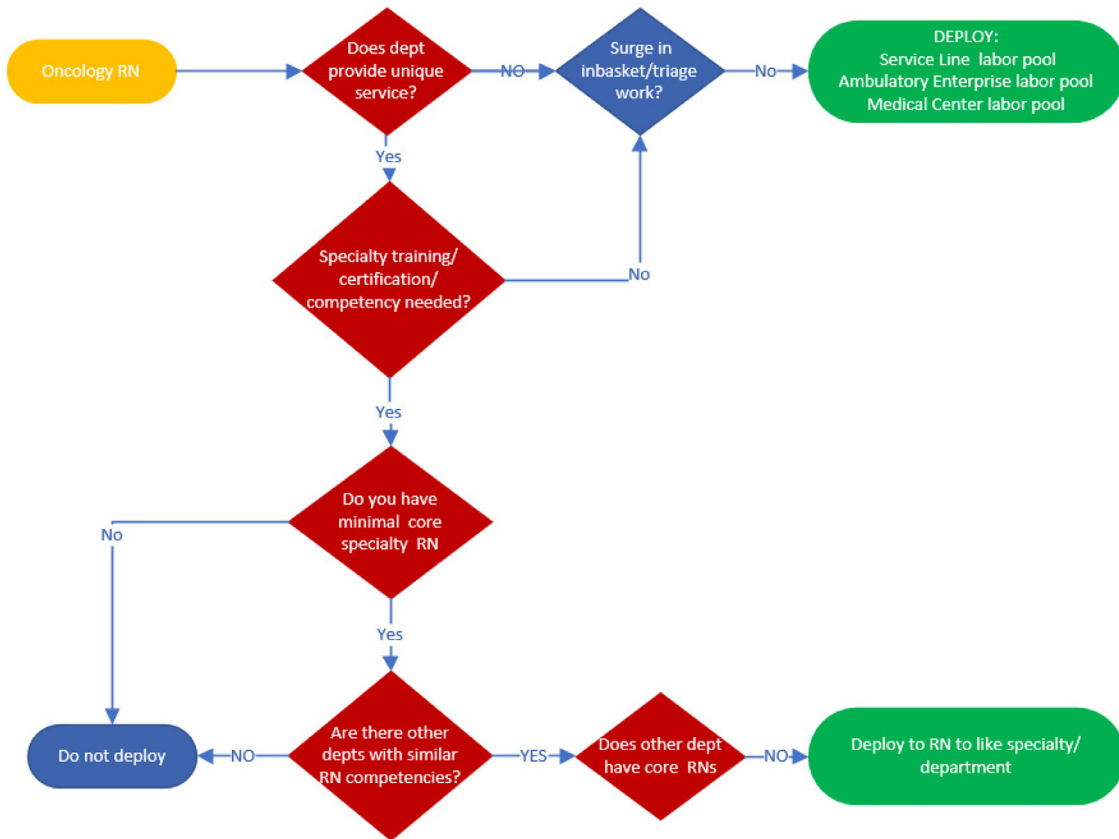 Oncology RN
Does dept
provide unique
service?
NO
Surge in
inbasket/triage
work?
No
DEPLOY:
Service Line labor pool
Ambulatory Enterprise labor pool
Medical Center labor pool
Yes
Specialty training/
certification/
competency needed?
No
Yes
Do you have
minimal core
specialty RN
No
Yes
Do not deploy
NO
Are there other
depts with similar
RN competencies?
YES
Does other dept
have core RNs
NO
Deploy to RN to like specialty/
department